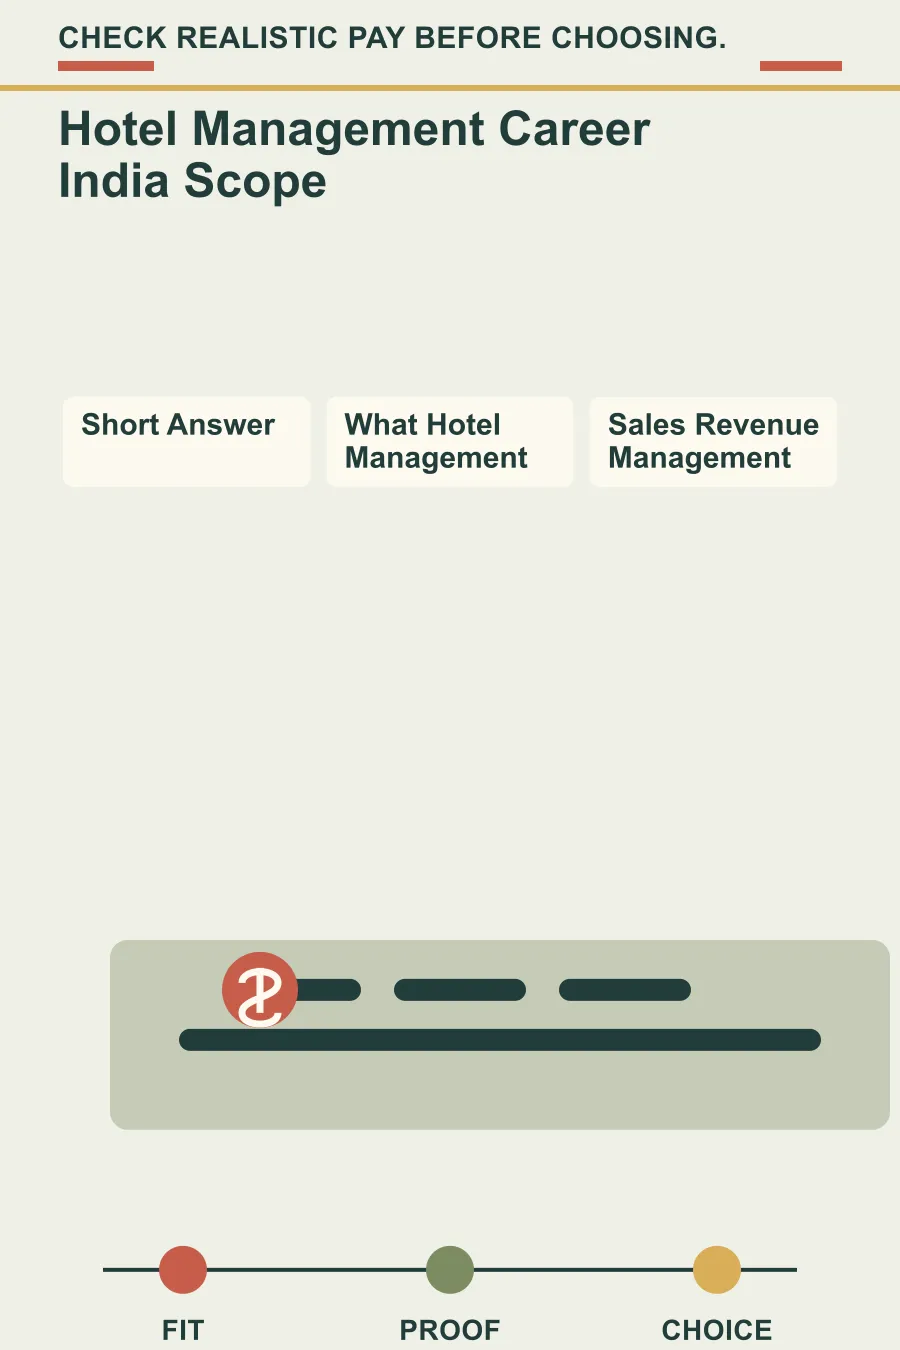 CHECK REALISTIC PAY BEFORE CHOOSING.
Hotel Management Career
India Scope
Short Answer
What Hotel
Management
Sales Revenue
Management
FIT
PROOF
CHOICE